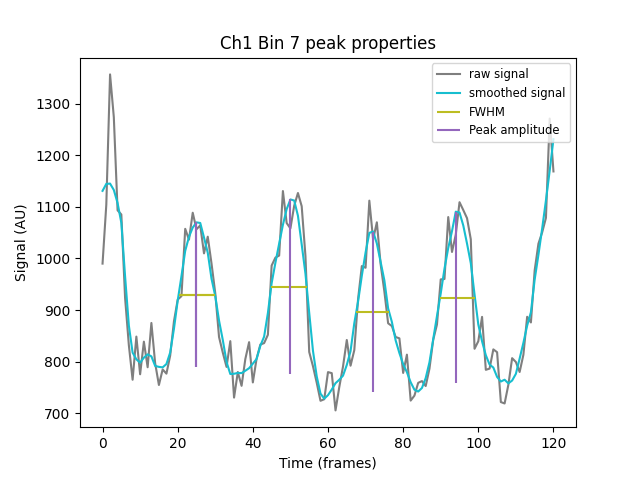 Ch1 Bin 7 peak properties
raw signal
smoothed signal
FWHM
Peak amplitude
1300
1200
1100
1000
900
800
700
Signal (AU)
0 20 40 60 80 100 120
Time (frames)